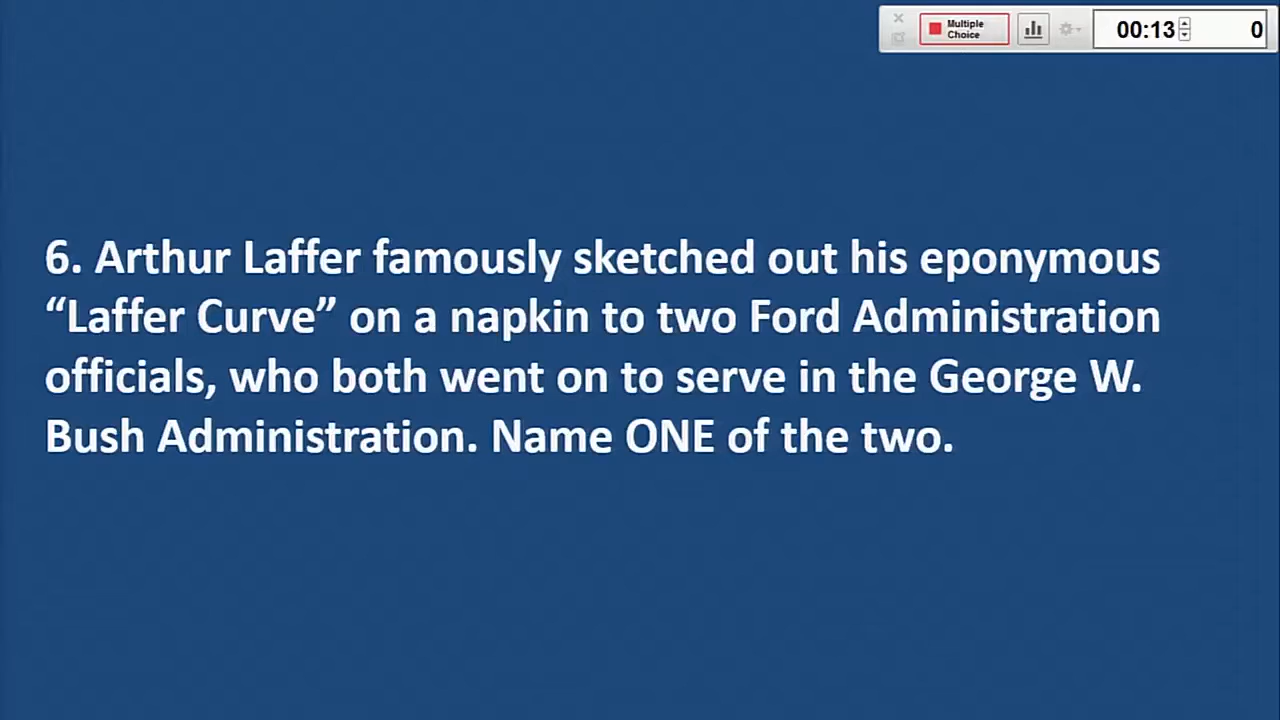 Multiple
Choice
00:13
0
6. Arthur Laffer famously sketched out his eponymous
“Laffer Curve” on a napkin to two Ford Administration
officials, who both went on to serve in the George W.
Bush Administration. Name ONE of the two.